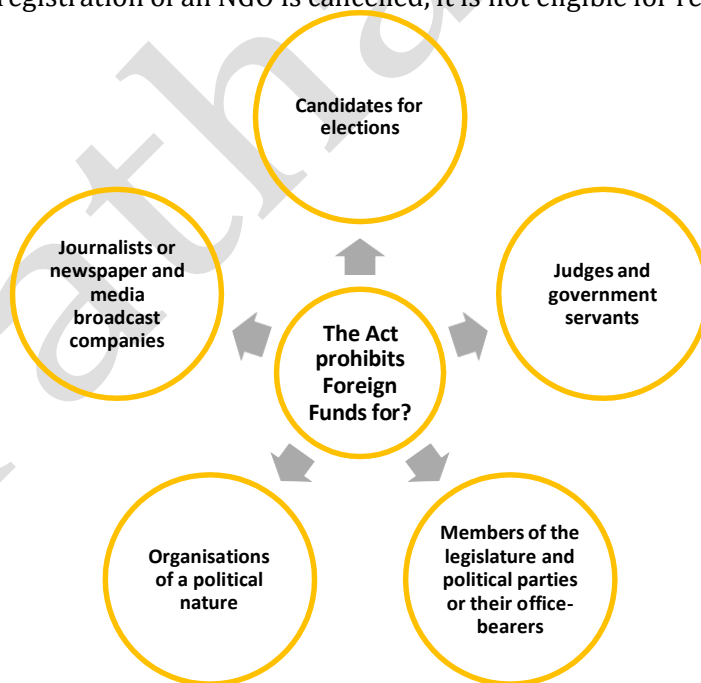 registration of an NGO is cancelled, it is not eligible for re
Candidates for
elections
Journalists or
newspaper and
media
broadcast
companies
Judges and
government
servants
The Act
prohibits
Foreign
Funds for?
Organisations
of a political
nature
Members of the
legislature and
political parties
or their office-
bearers